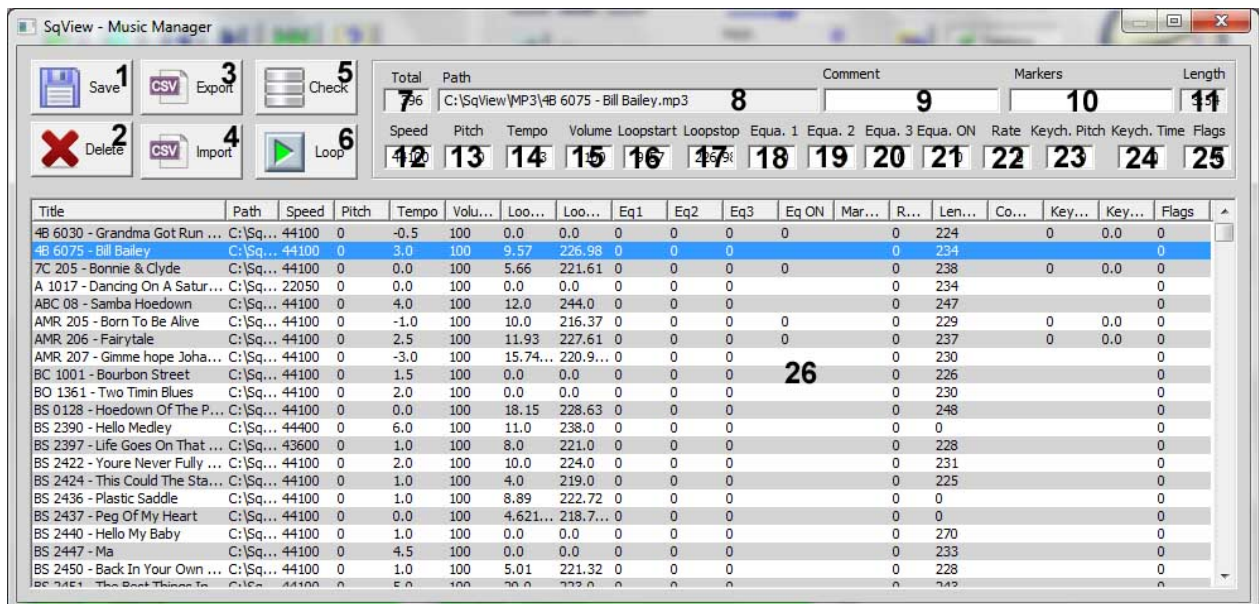 SqView - Music Manager
Save 1 Export 3 Check 5
Delete 2 Import 4 Loop 6
Total Path Comment Markers Length
7 C:\SqView\MP3\4B 6075 - Bill Bailey.mp3 8 9 10 11
Speed Pitch Tempo Volume Loopstart Loopstop Equa. 1 Equa. 2 Equa. 3 Equa. ON Rate Keych. Pitch Keych. Time Flags
12 13 14 15 16 17 18 19 20 21 22 23 24 25
Title Path Speed Pitch Tempo Volu... Loo... Loo... Eq1 Eq2 Eq3 Eq ON Mar... R... Len... Co... Key... Key... Flags
4B 6030 - Grandma Got Run ... C:\Sq... 44100 0 -0.5 100 0.0 0.0 0 0 0 0 0 224 0 0.0 0
4B 6075 - Bill Bailey C:\Sq... 44100 0 3.0 100 9.57 226.98 0 0 0 0 234 0
7C 205 - Bonnie & Clyde C:\Sq... 44100 0 0.0 100 5.66 221.61 0 0 0 0 0 238 0 0.0 0
A 1017 - Dancing On A Satur... C:\Sq... 22050 0 0.0 100 0.0 0.0 0 0 0 0 234 0
ABC 08 - Samba Hoedown C:\Sq... 44100 0 4.0 100 12.0 244.0 0 0 0 0 247 0
AMR 205 - Born To Be Alive C:\Sq... 44100 0 -1.0 100 10.0 216.37 0 0 0 0 0 229 0 0.0 0
AMR 206 - Fairytale C:\Sq... 44100 0 2.5 100 11.93 227.61 0 0 0 0 0 237 0 0.0 0
AMR 207 - Gimme hope Joha... C:\Sq... 44100 0 -3.0 100 15.74... 220.9... 0 0 0 0 230 0
BC 1001 - Bourbon Street C:\Sq... 44100 0 1.5 100 0.0 0.0 0 0 0 26 0 226 0
BO 1361 - Two Timin Blues C:\Sq... 44100 0 2.0 100 0.0 0.0 0 0 0 0 230 0
BS 0128 - Hoedown Of The P... C:\Sq... 44100 0 0.0 100 18.15 228.63 0 0 0 0 248 0
BS 2390 - Hello Medley C:\Sq... 44400 0 6.0 100 11.0 238.0 0 0 0 0 0 0
BS 2397 - Life Goes On That ... C:\Sq... 43600 0 1.0 100 8.0 221.0 0 0 0 0 228 0
BS 2422 - Youre Never Fully ... C:\Sq... 44100 0 2.0 100 10.0 224.0 0 0 0 0 231 0
BS 2424 - This Could The Sta... C:\Sq... 44100 0 1.0 100 4.0 219.0 0 0 0 0 225 0
BS 2436 - Plastic Saddle C:\Sq... 44100 0 1.0 100 8.89 222.72 0 0 0 0 0 0
BS 2437 - Peg Of My Heart C:\Sq... 44100 0 0.0 100 4.621... 218.7... 0 0 0 0 0 0
BS 2440 - Hello My Baby C:\Sq... 44100 0 1.0 100 0.0 0.0 0 0 0 0 270 0
BS 2447 - Ma C:\Sq... 44100 0 4.5 100 0.0 0.0 0 0 0 0 233 0
BS 2450 - Back In Your Own ... C:\Sq... 44100 0 1.0 100 5.01 221.32 0 0 0 0 228 0